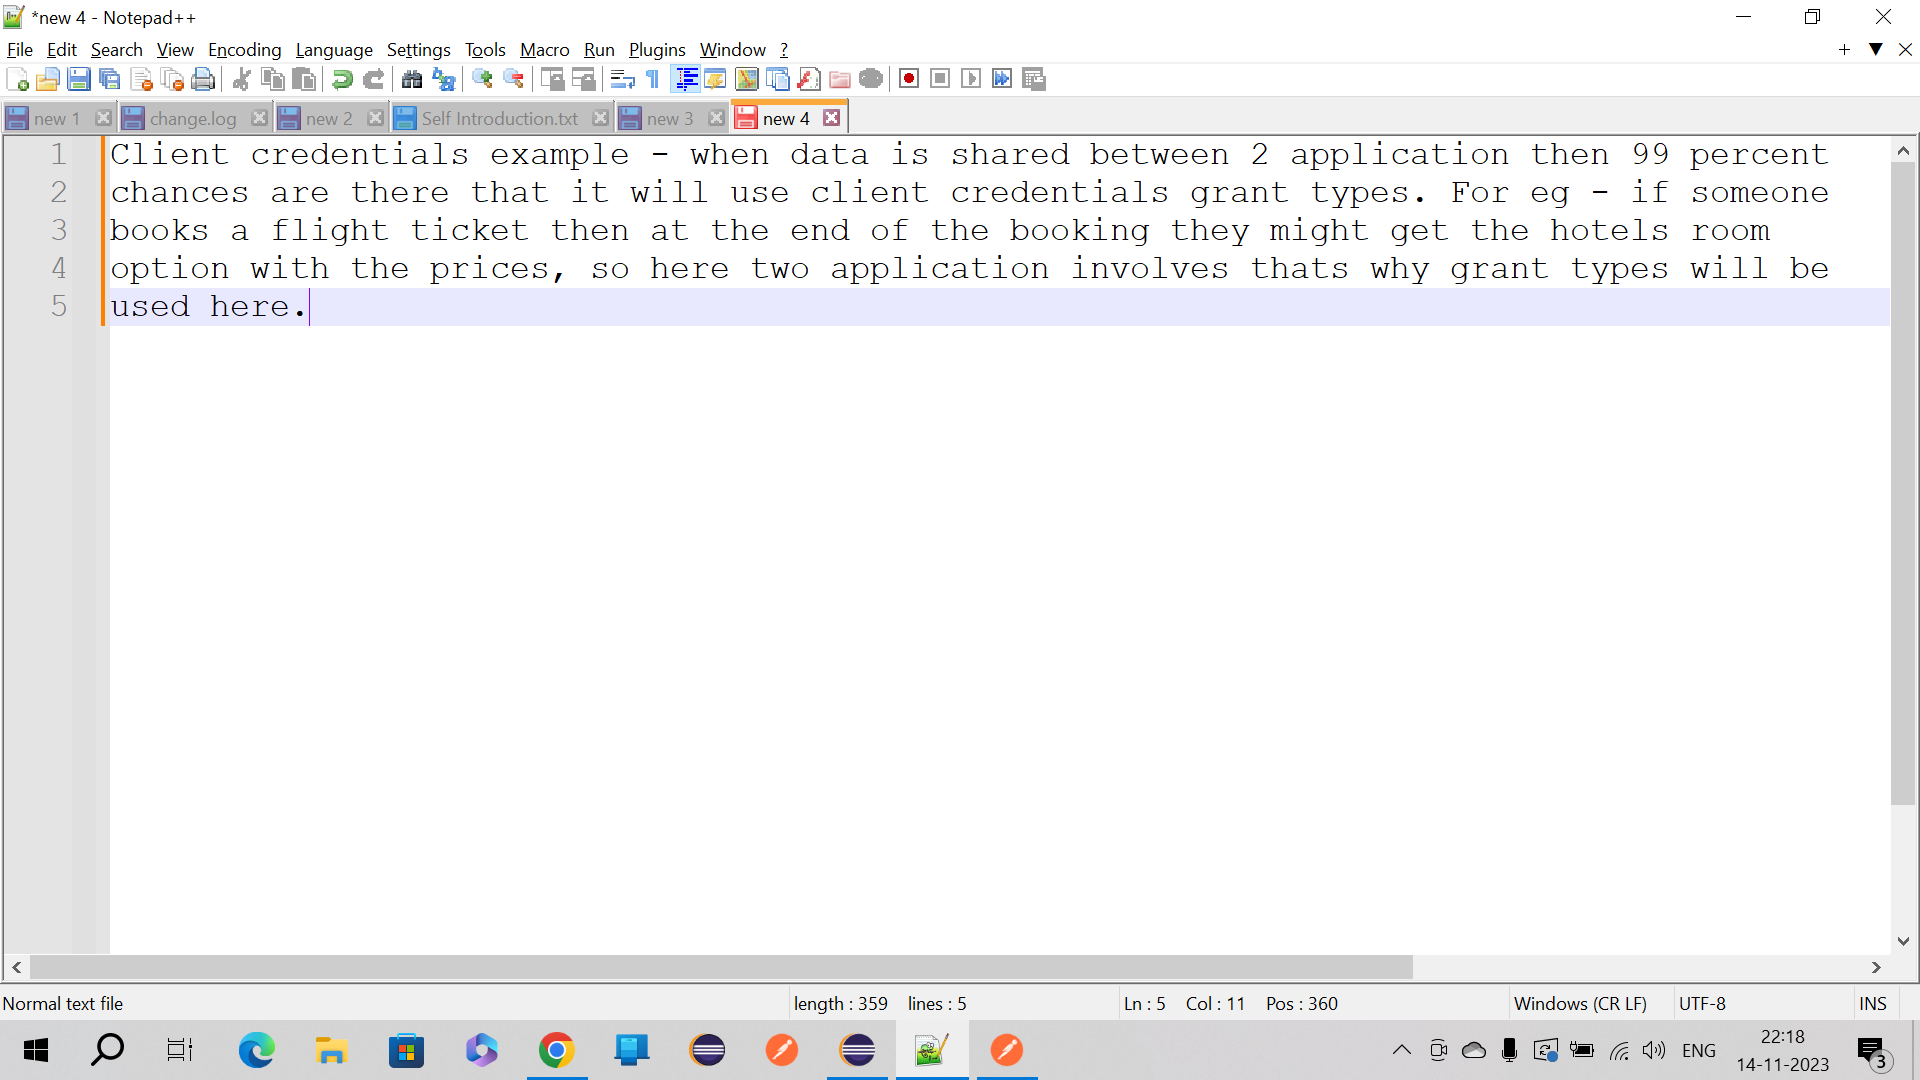 *new 4 - Notepad++
File Edit Search View Encoding Language Settings Tools Macro Run Plugins Window ?
new 1 change.log new 2 Self Introduction.txt new 3 new 4
1 Client credentials example - when data is shared between 2 application then 99 percent
2 chances are there that it will use client credentials grant types. For eg - if someone
3 books a flight ticket then at the end of the booking they might get the hotels room
4 option with the prices, so here two application involves thats why grant types will be
5 used here.
Normal text file length : 359 lines : 5 Ln : 5 Col : 11 Pos : 360 Windows (CR LF) UTF-8 INS
ENG
22:18
14-11-2023
3